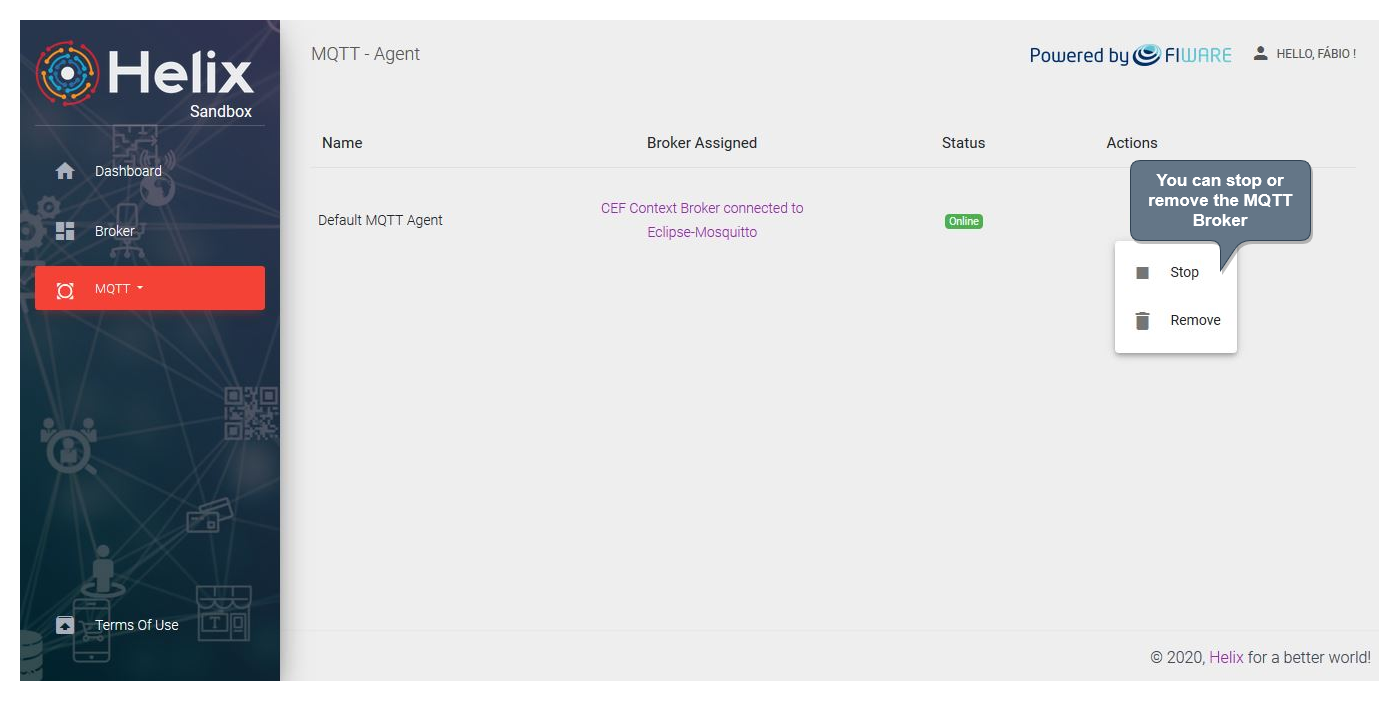 Helix
Sandbox
MQTT - Agent
Powered by FIWARE
HELLO, FÁBIO !
Dashboard
Broker
MQTT
Terms Of Use
Name
Broker Assigned
Status
Actions
Default MQTT Agent
CEF Context Broker connected to
Eclipse-Mosquitto
Online
You can stop or
remove the MQTT
Broker
Stop
Remove
T
© 2020, Helix for a better world!